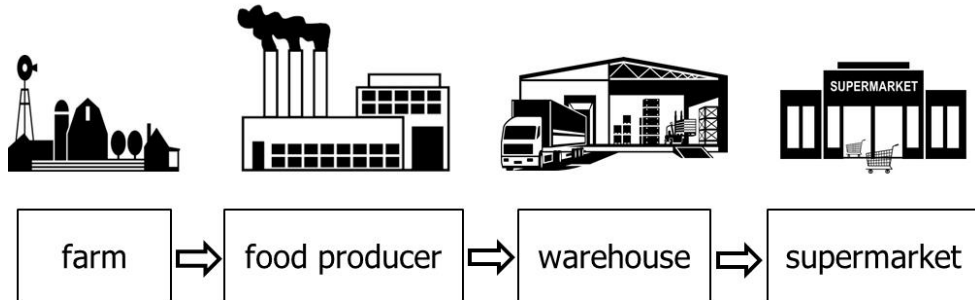 SUPERMARKET
farm
food producer
warehouse
supermarket